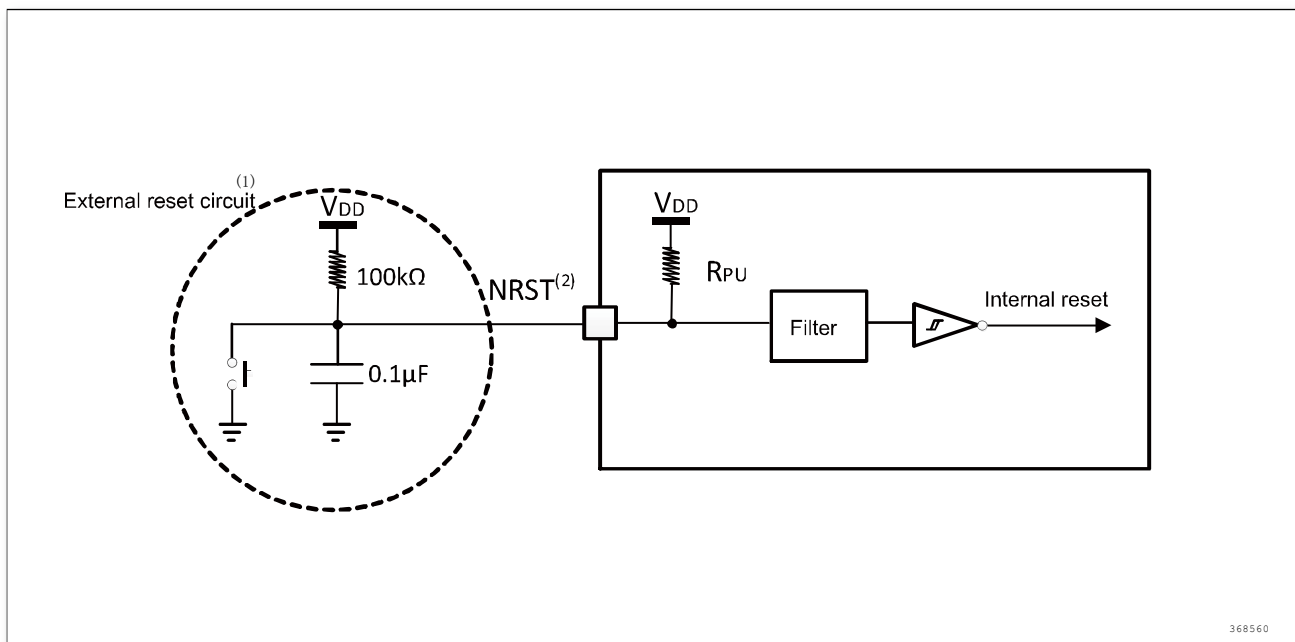 (1)
External reset circuit
VDD
100kΩ
0.1µF
NRST(2)
VDD
RPU
Filter
Internal reset
368560